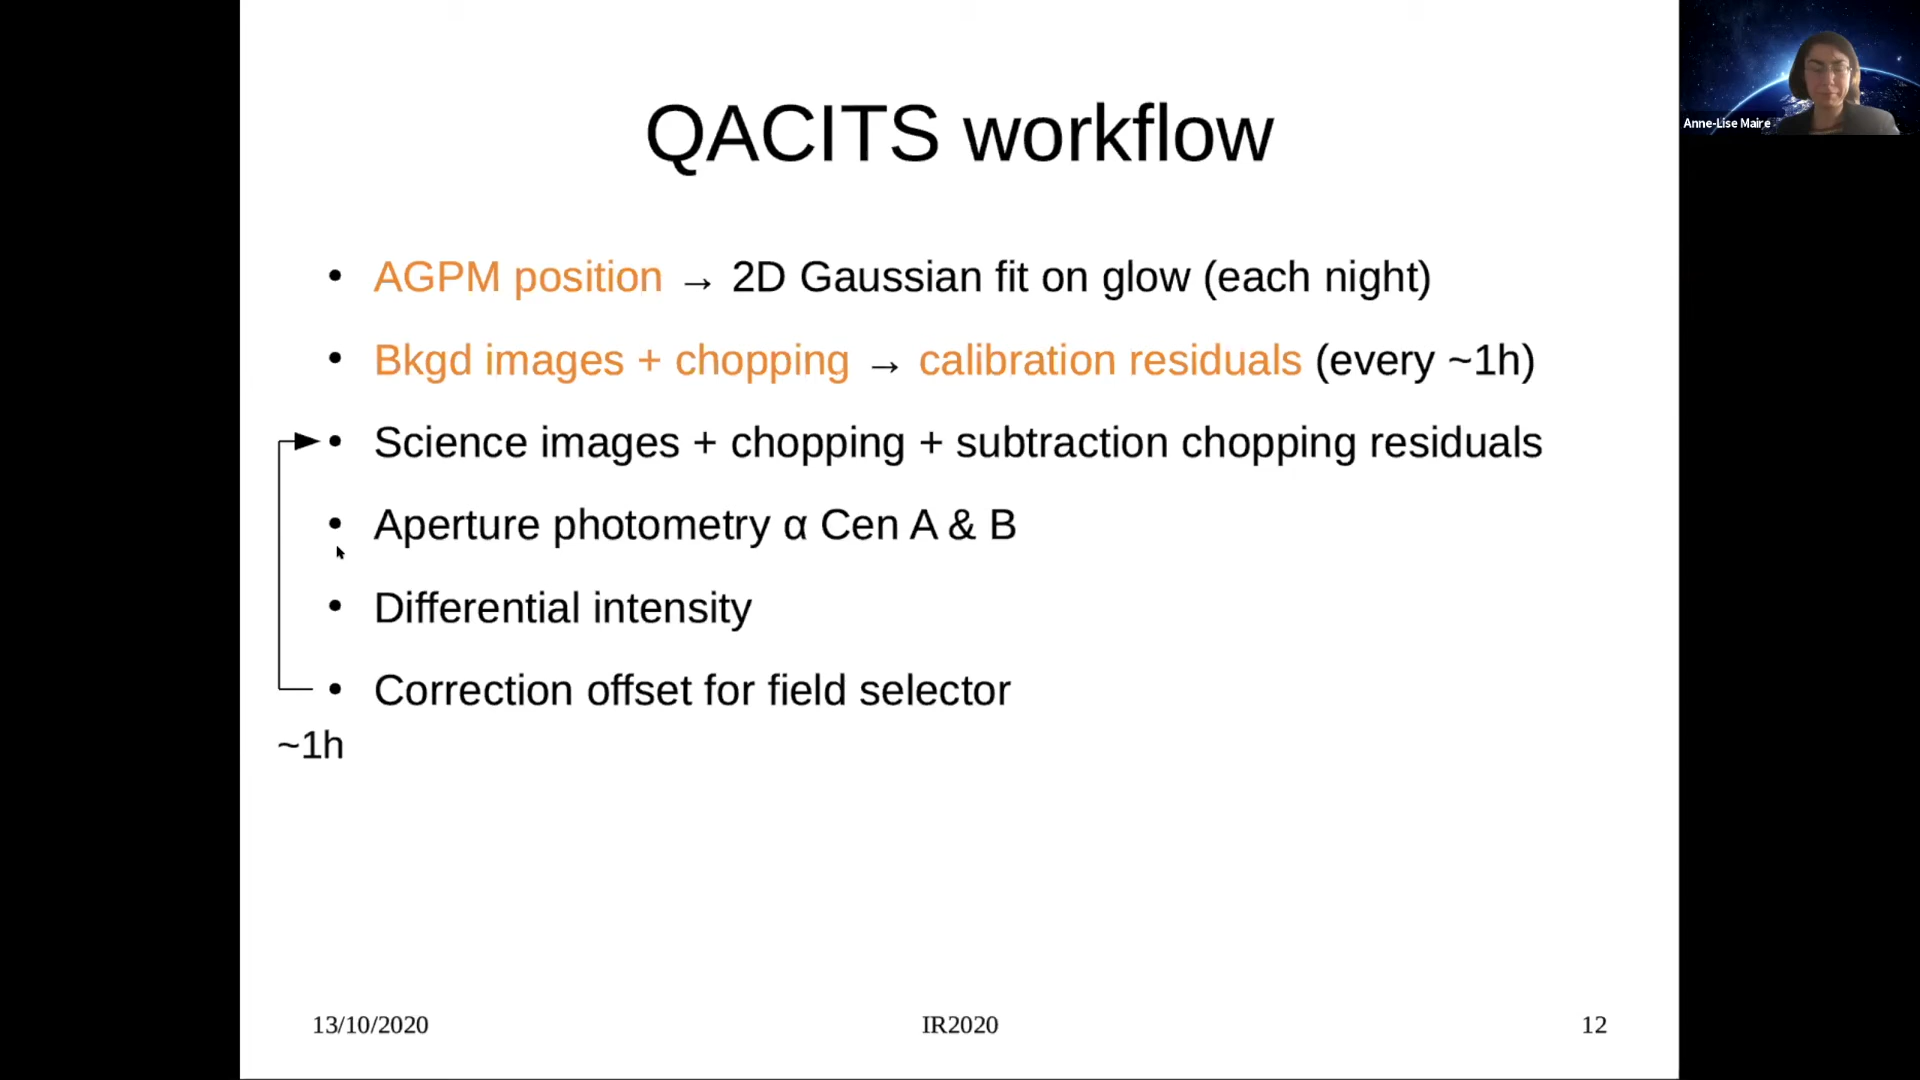 QACITS workflow
Anne-Lise Maire
• AGPM position → 2D Gaussian fit on glow (each night)
• Bkgd images + chopping → calibration residuals (every ~1h)
• Science images + chopping + subtraction chopping residuals
• Aperture photometry α Cen A & B
• Differential intensity
• Correction offset for field selector
~1h
13/10/2020
IR2020
12